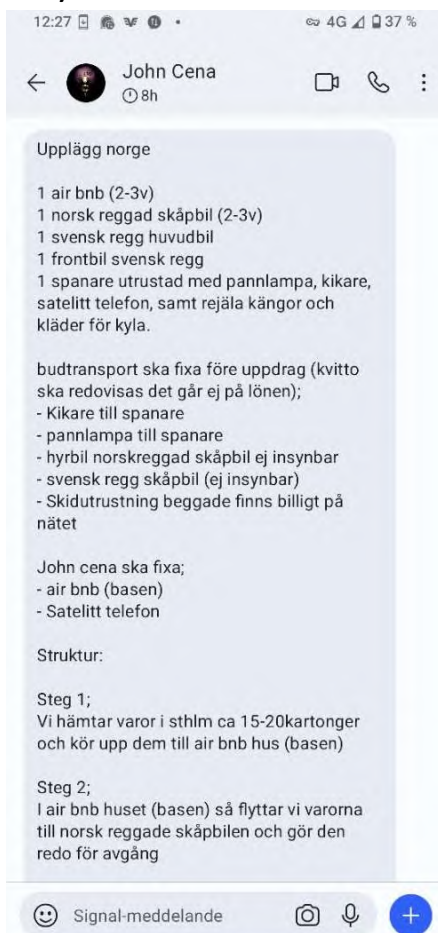 12:27
4G 37 %
John Cena
8h
Upplägg norge
1 air bnb (2-3v)
1 norsk reggad skåpbil (2-3v)
1 svensk regg huvudbil
1 frontbil svensk regg
1 spanare utrustad med pannlampa, kikare,
satelitt telefon, samt rejäla kängor och
kläder för kyla.
budtransport ska fixa före uppdrag (kvitto
ska redovisas det går ej på lönen);
- Kikare till spanare
- pannlampa till spanare
- hyrbil norskreggad skåpbil ej insynbar
- svensk regg skåpbil (ej insynbar)
- Skidutrustning beggade finns billigt på
nätet
John cena ska fixa;
- air bnb (basen)
- Satelitt telefon
Struktur:
Steg 1;
Vi hämtar varor i sthlm ca 15-20kartonger
och kör upp dem till air bnb hus (basen)
Steg 2;
I air bnb huset (basen) så flyttar vi varorna
till norsk reggade skåpbilen och gör den
redo för avgång
Signal-meddelande